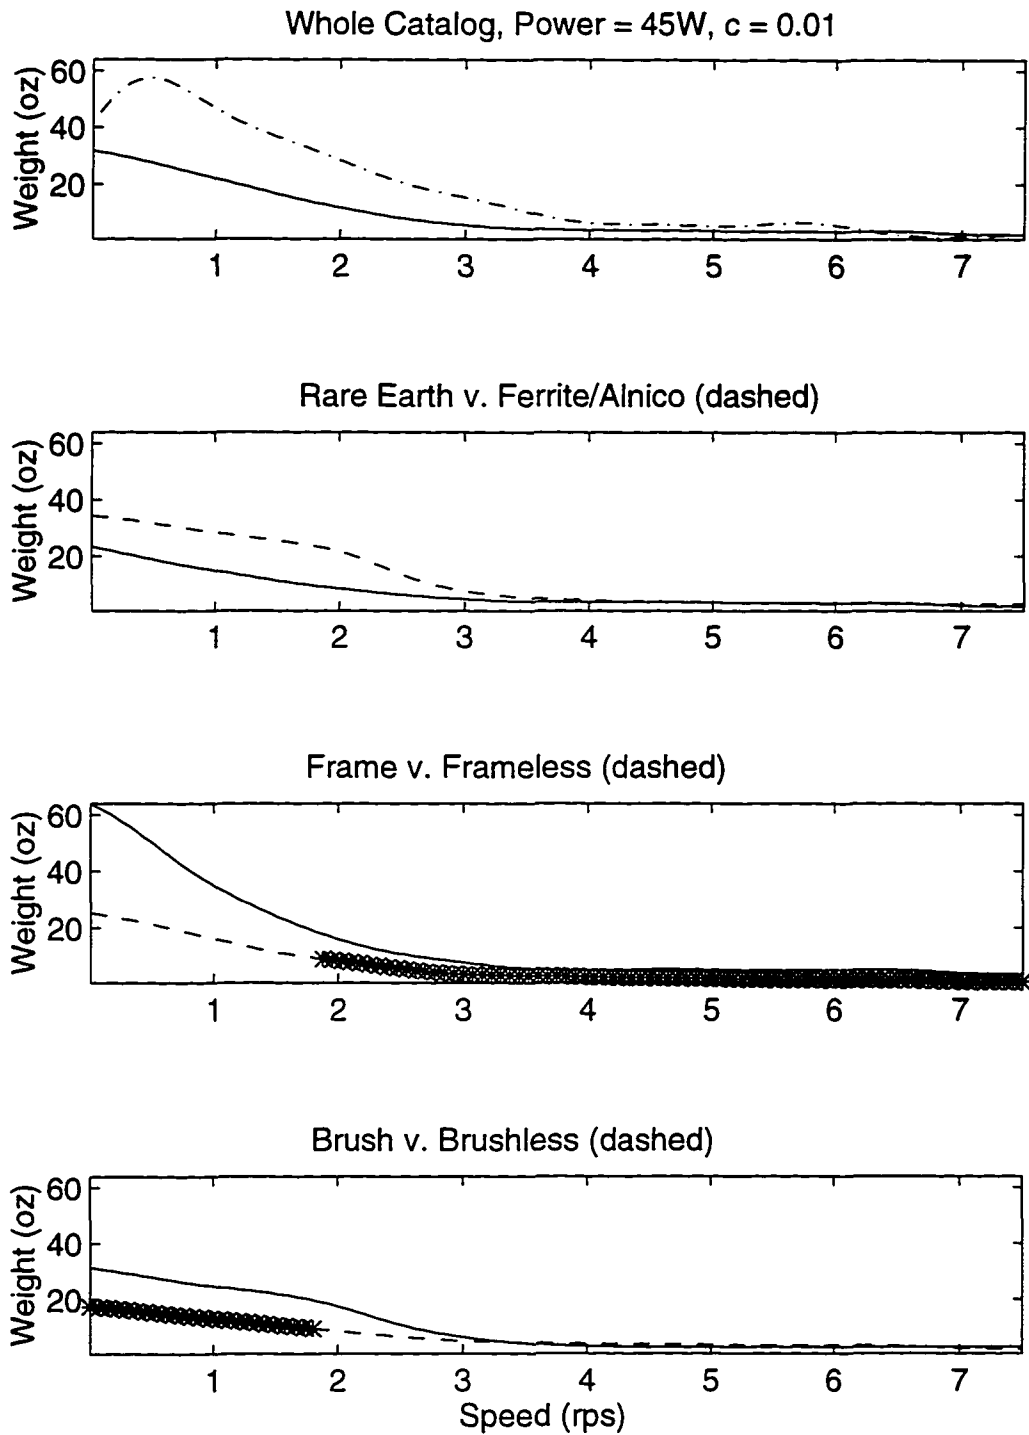 Whole Catalog, Power = 45W, c = 0.01
Weight (oz)
60
40
20
1 2 3 4 5 6 7
Rare Earth v. Ferrite/Alnico (dashed)
Weight (oz)
60
40
20
1 2 3 4 5 6 7
Frame v. Frameless (dashed)
Weight (oz)
60
40
20
1 2 3 4 5 6 7
Brush v. Brushless (dashed)
Weight (oz)
60
40
20
1 2 3 4 5 6 7
Speed (rps)